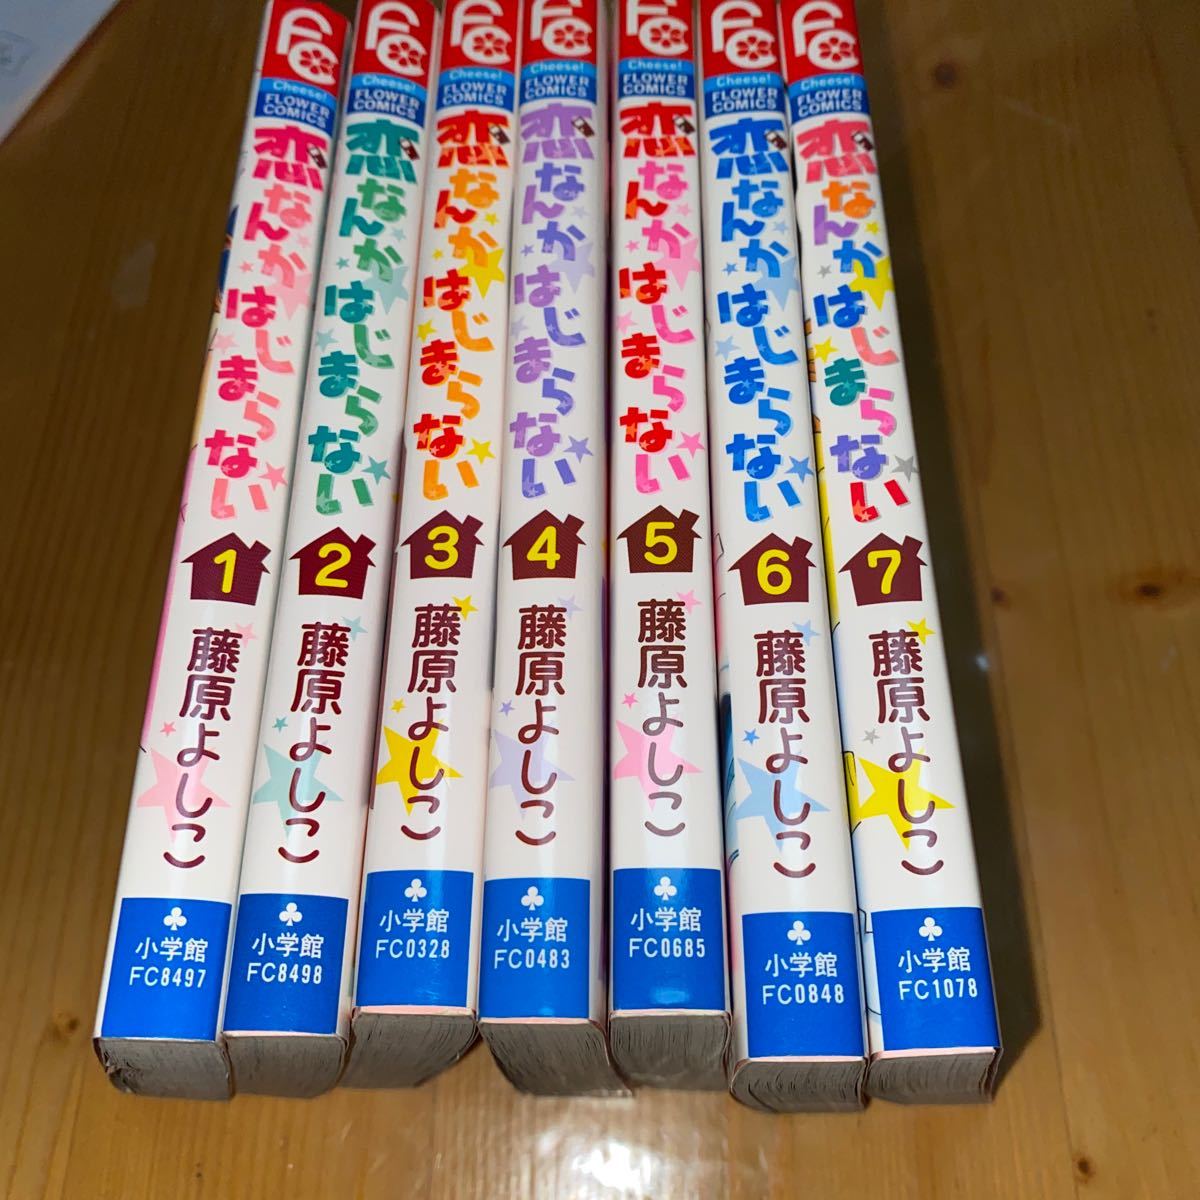 FC
Cheese!
FLOWER
COMICS
恋なんかはじまらない
1
藤原よしこ
小学館
FC8497
FC
Cheese!
FLOWER
COMICS
恋なんかはじまらない
2
藤原よしこ
小学館
FC8498
FC
Cheese!
FLOWER
COMICS
恋なんかはじまらない
3
藤原よしこ
小学館
FC0328
FC
Cheese!
FLOWER
COMICS
恋なんかはじまらない
4
藤原よしこ
小学館
FC0483
FC
Cheese!
FLOWER
COMICS
恋なんかはじまらない
5
藤原よしこ
小学館
FC0685
FC
Cheese!
FLOWER
COMICS
恋なんかはじまらない
6
藤原よしこ
小学館
FC0848
FC
Cheese!
FLOWER
COMICS
恋なんかはじまらない
7
藤原よしこ
小学館
FC1078